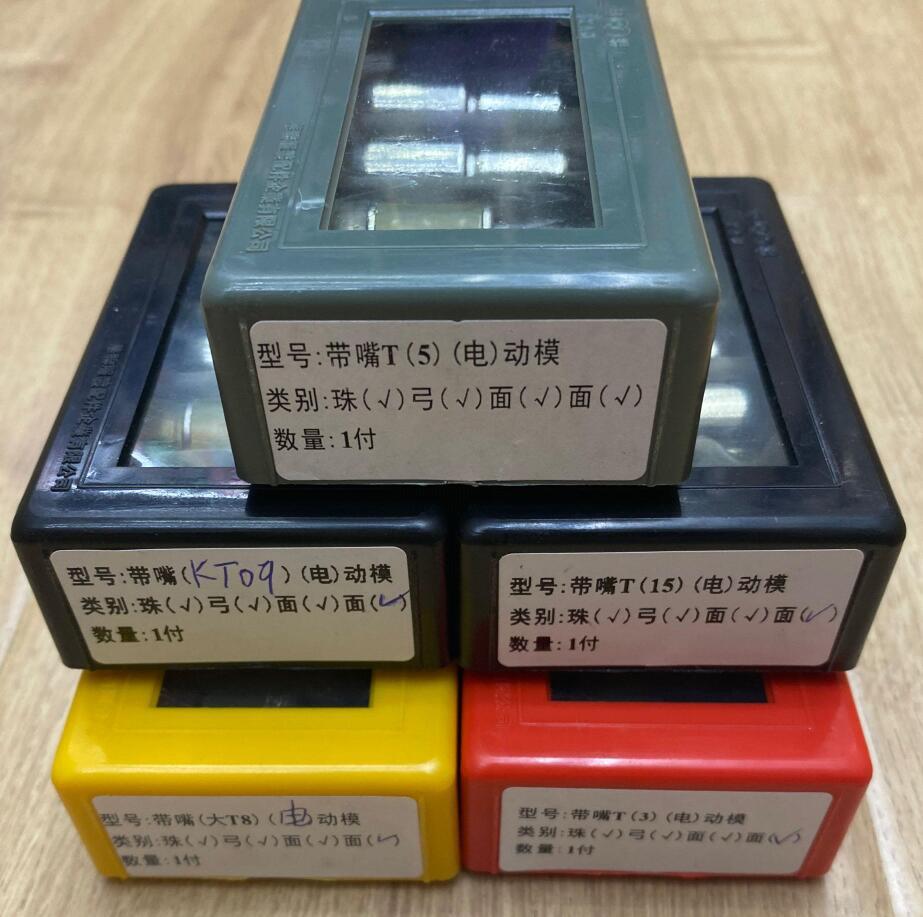 型号:带嘴T(5)(电)动模
类别:珠(√)弓(√)面(√)面(√)
数量:1付
型号:带嘴(KT09)(电)动模
类别:珠(√)弓(√)面(√)面(✓)
数量:1付
型号:带嘴T(15)(电)动模
类别:珠(√)弓(√)面(√)面(✓)
数量:1付
型号:带嘴(大T8)(电动模
类别:珠(√)弓(√)面(√)面(✓)
数量:1付
型号:带嘴T(3)(电)动模
类别:珠(√)弓(√)面(√)面(✓)
数量:1付